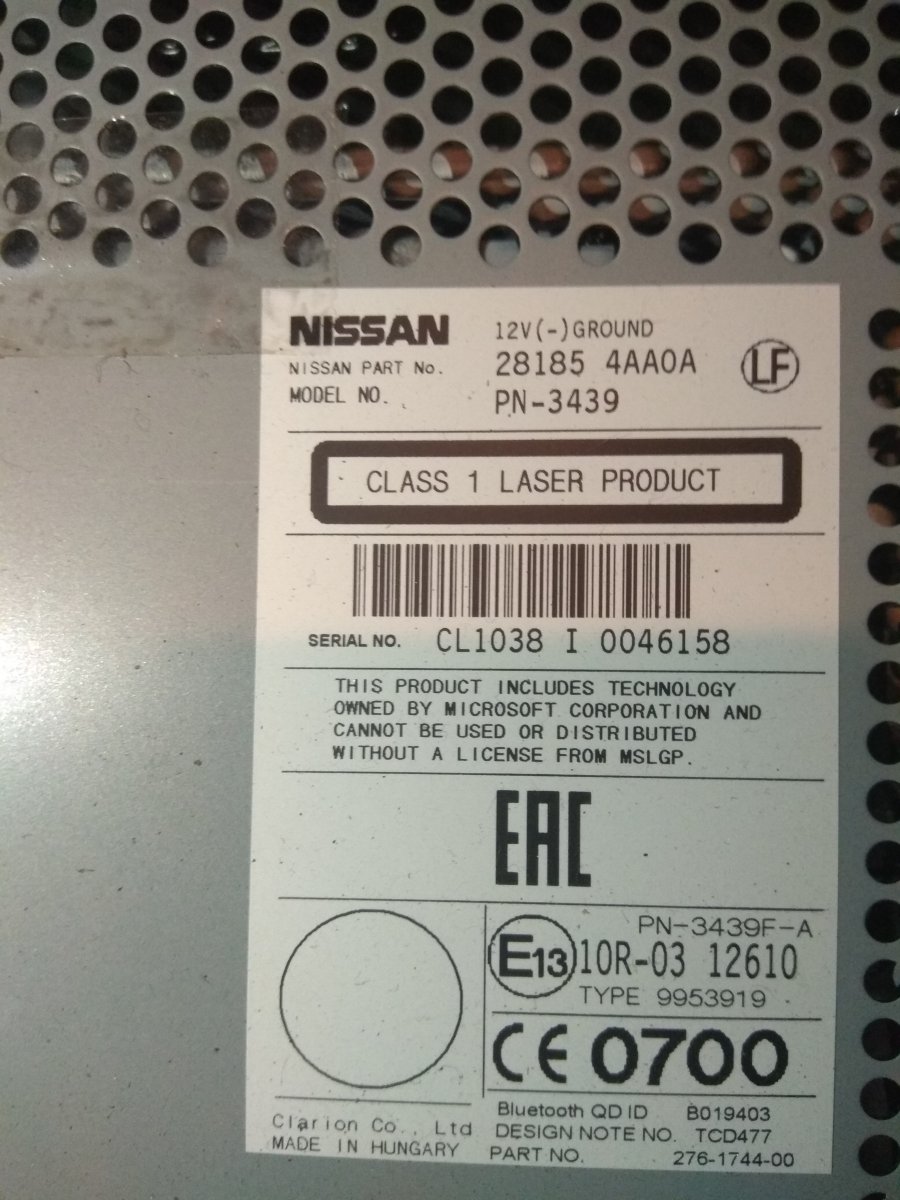 NISSAN 12V(-)GROUND
NISSAN PART No. 28185 4AA0A LF
MODEL NO. PN-3439
CLASS 1 LASER PRODUCT
SERIAL NO. CL1038 I 0046158
THIS PRODUCT INCLUDES TECHNOLOGY
OWNED BY MICROSOFT CORPORATION AND
CANNOT BE USED OR DISTRIBUTED
WITHOUT A LICENSE FROM MSLGP.
EAC
PN-3439F-A
E13 10R-03 12610
TYPE 9953919
CE 0700
Clarion Co., Ltd
MADE IN HUNGARY
Bluetooth QD ID B019403
DESIGN NOTE NO. TCD477
PART NO. 276-1744-00